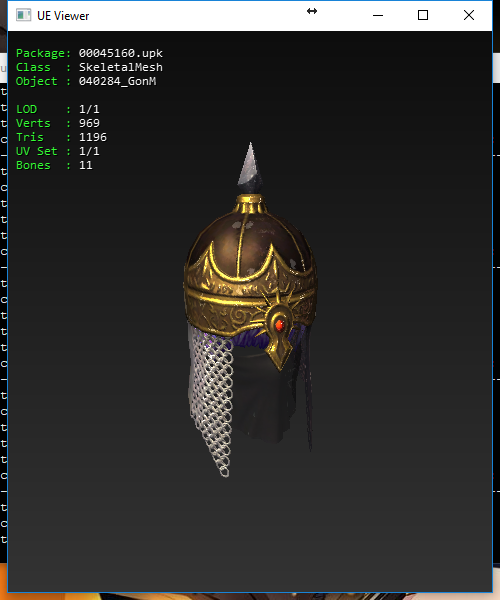 UE Viewer
Package: 00045160.upk
Class  : SkeletalMesh
Object : 040284_GonM
LOD    : 1/1
Verts  : 969
Tris   : 1196
UV Set : 1/1
Bones  : 11